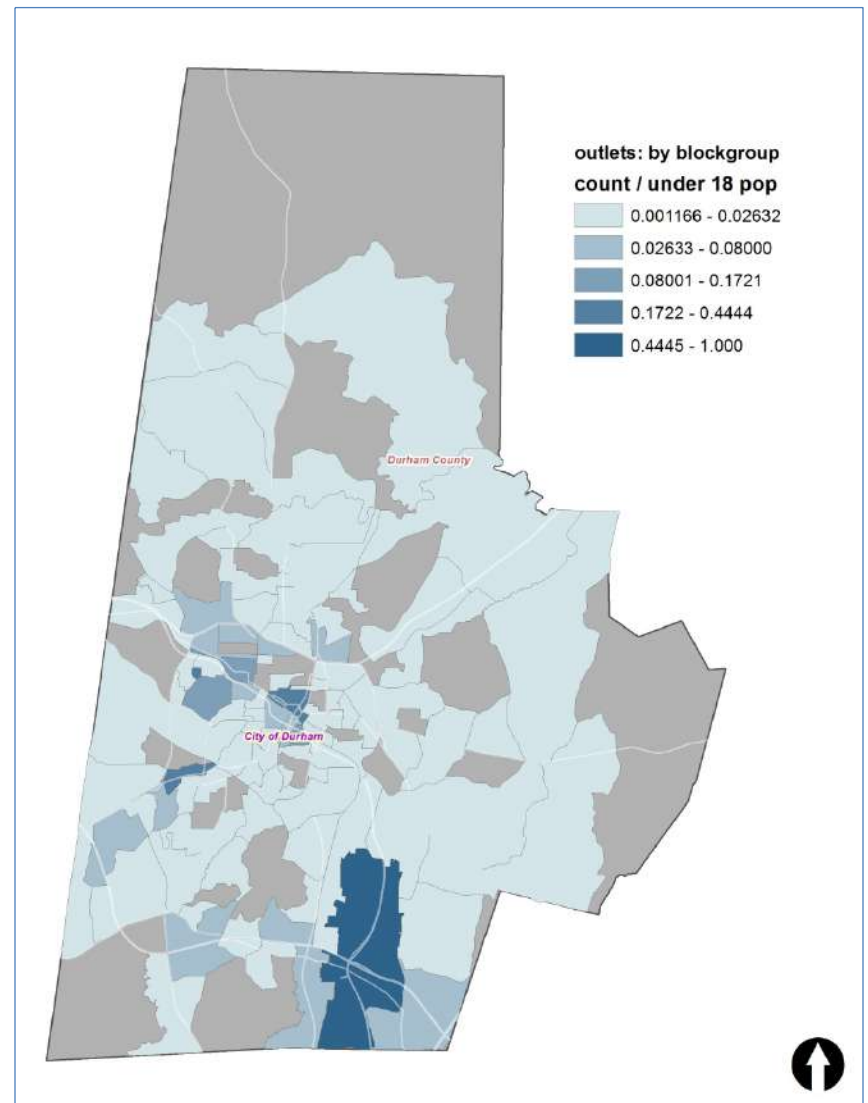 outlets: by blockgroup
count / under 18 pop
0.001166 - 0.02632
0.02633 - 0.08000
0.08001 - 0.1721
0.1722 - 0.4444
0.4445 - 1.000
Durham County
City of Durham